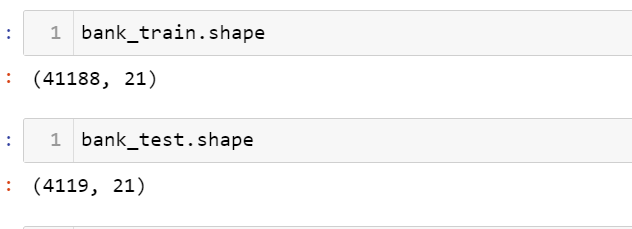 : 1 bank_train.shape
: (41188, 21)
: 1 bank_test.shape
: (4119, 21)